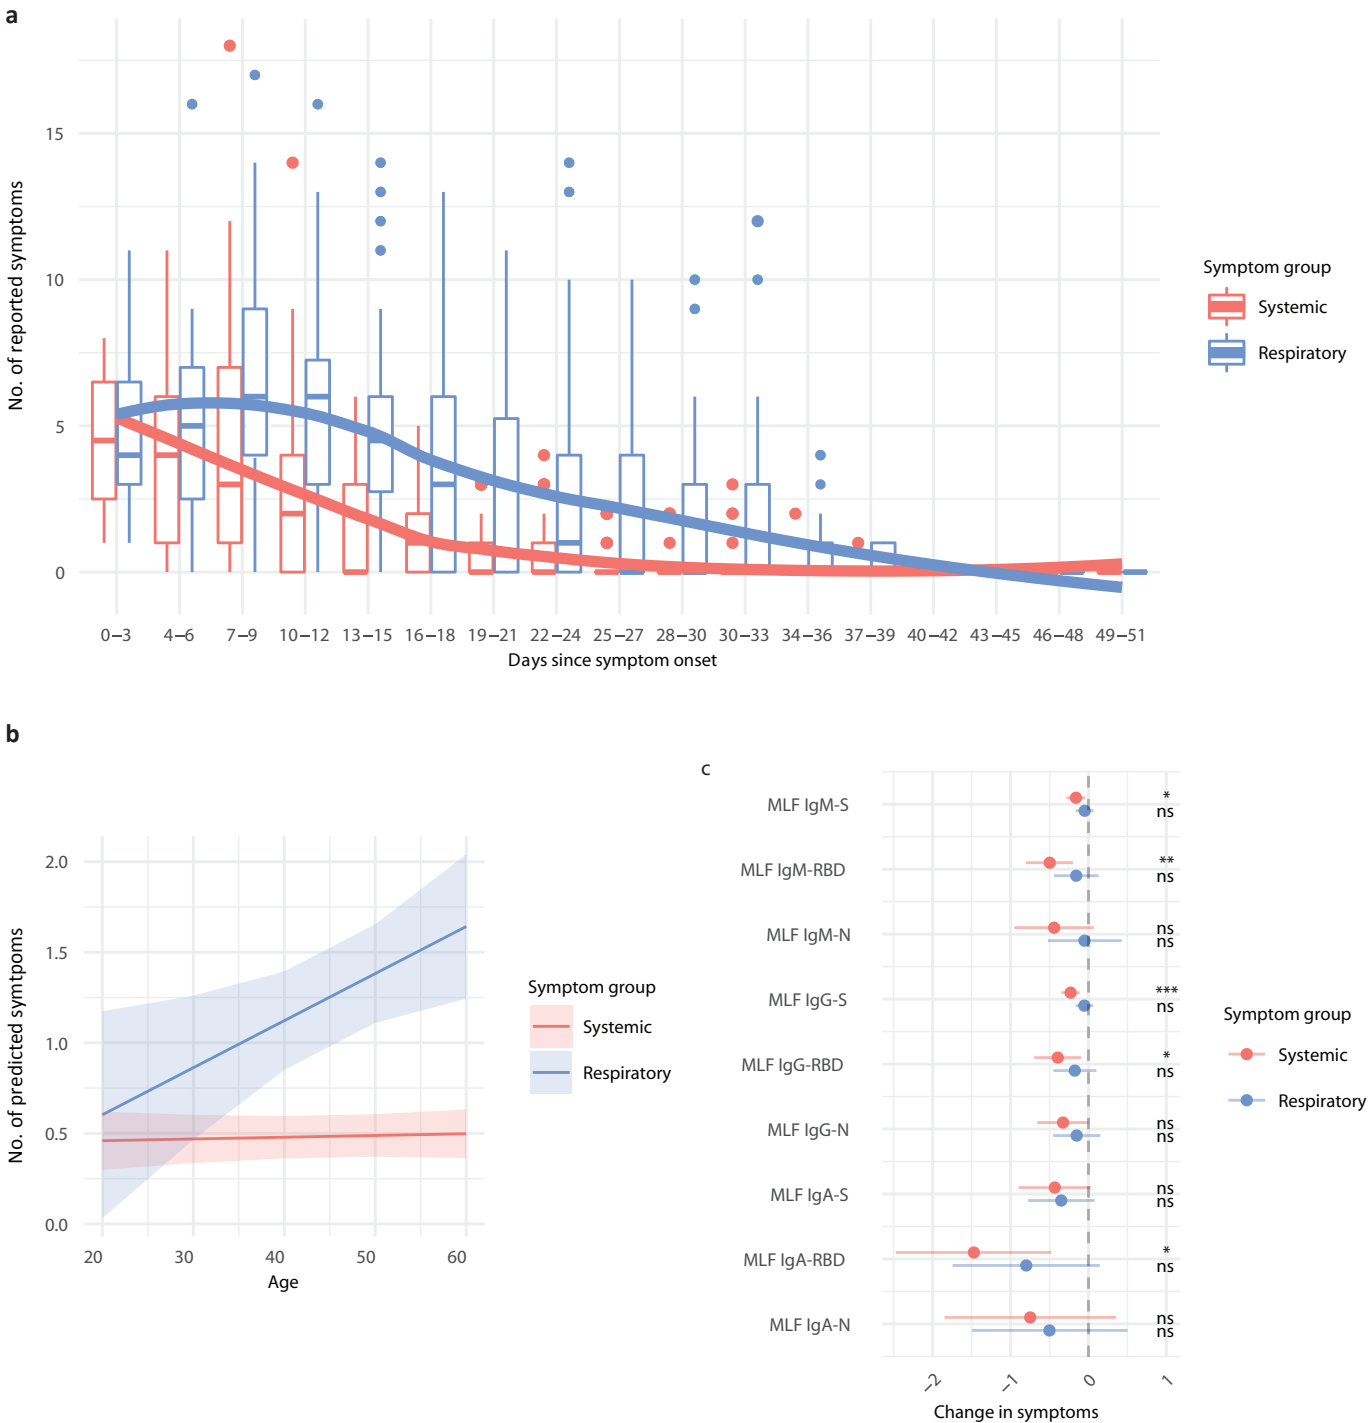 a
No. of reported symptoms
15
10
5
0
0–3 4–6 7–9 10–12 13–15 16–18 19–21 22–24 25–27 28–30 30–33 34–36 37–39 40–42 43–45 46–48 49–51
Days since symptom onset
Symptom group
Systemic
Respiratory
b
No. of predicted symtpoms
2.0
1.5
1.0
0.5
0.0
20 30 40 50 60
Age
Symptom group
Systemic
Respiratory
c
MLF IgM-S
*
ns
MLF IgM-RBD
**
ns
MLF IgM-N
ns
ns
MLF IgG-S
***
ns
MLF IgG-RBD
*
ns
MLF IgG-N
ns
ns
MLF IgA-S
ns
ns
MLF IgA-RBD
*
ns
MLF IgA-N
ns
ns
–2 –1 0 1
Change in symptoms
Symptom group
Systemic
Respiratory